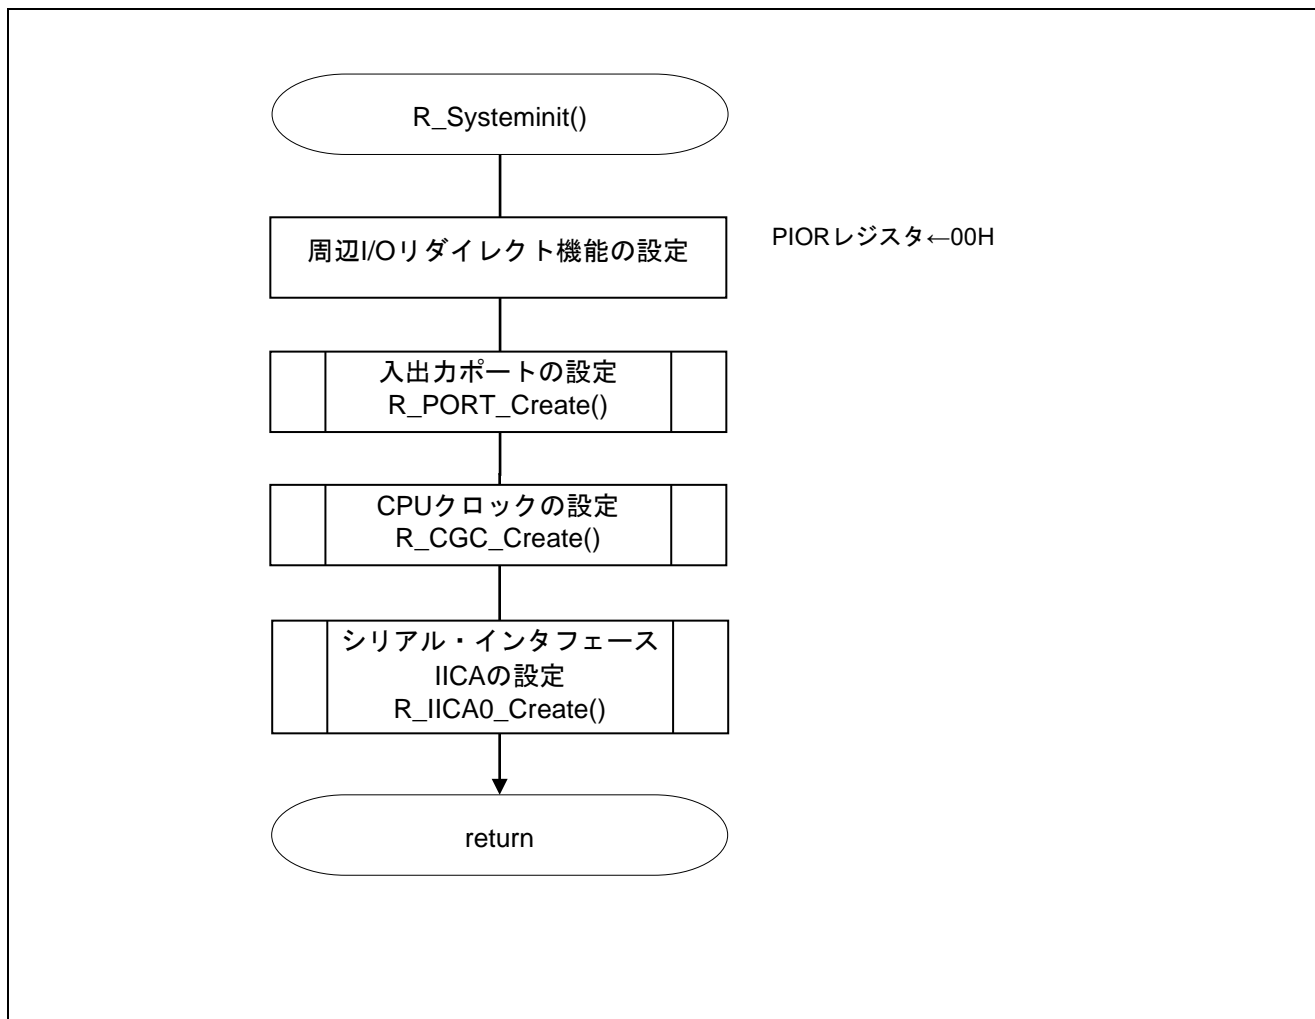 R_Systeminit()
周辺I/Oリダイレクト機能の設定
PIORレジスタ←00H
入出力ポートの設定
R_PORT_Create()
CPUクロックの設定
R_CGC_Create()
シリアル・インタフェース
IICAの設定
R_IICA0_Create()
return